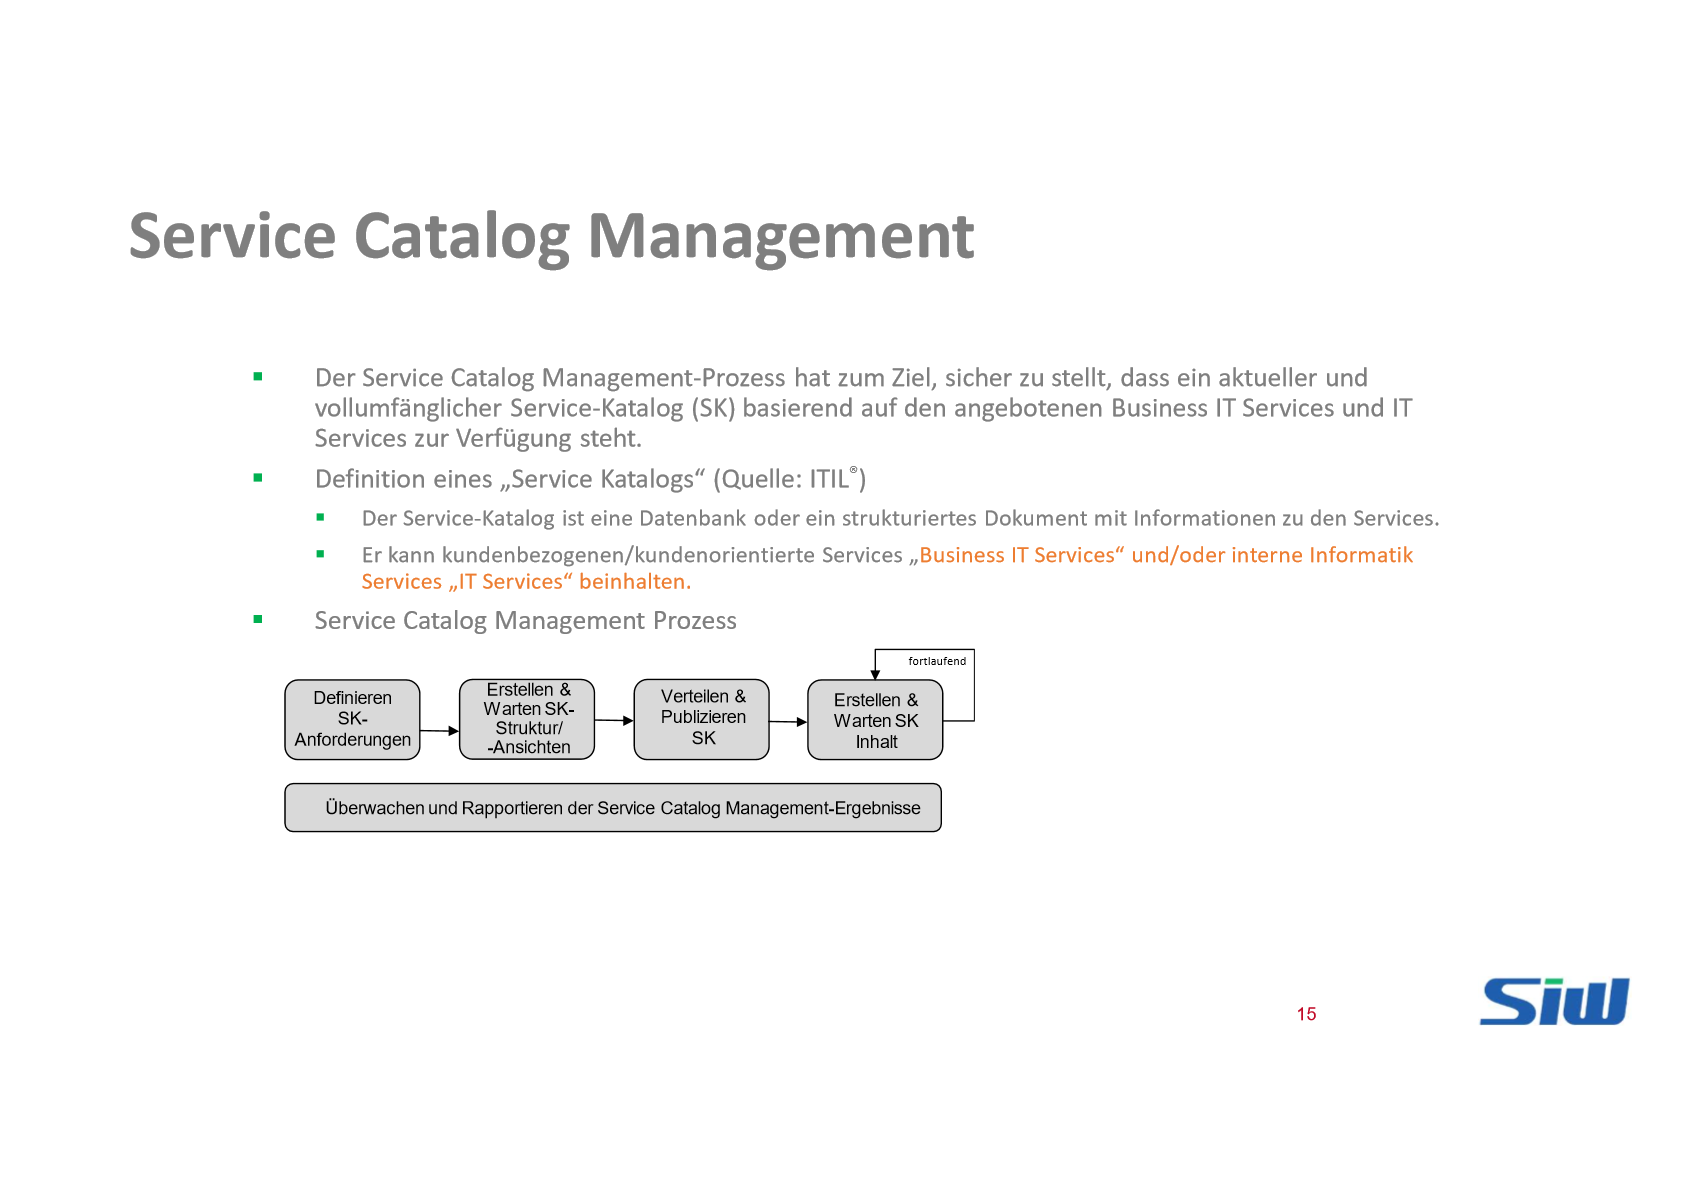 Service Catalog Management
Der Service Catalog Management-Prozess hat zum Ziel, sicher zu stellt, dass ein aktueller und
vollumfänglicher Service-Katalog (SK) basierend auf den angebotenen Business IT Services und IT
Services zur Verfügung steht.
Definition eines „Service Katalogs“ (Quelle: ITIL®)
Der Service-Katalog ist eine Datenbank oder ein strukturiertes Dokument mit Informationen zu den Services.
Er kann kundenbezogenen/kundenorientierte Services „Business IT Services“ und/oder interne Informatik
Services „IT Services“ beinhalten.
Service Catalog Management Prozess
fortlaufend
Definieren
SK-
Anforderungen
Erstellen &
Warten SK-
Struktur/
-Ansichten
Verteilen &
Publizieren
SK
Erstellen &
Warten SK
Inhalt
Überwachen und Rapportieren der Service Catalog Management-Ergebnisse
15
Siw